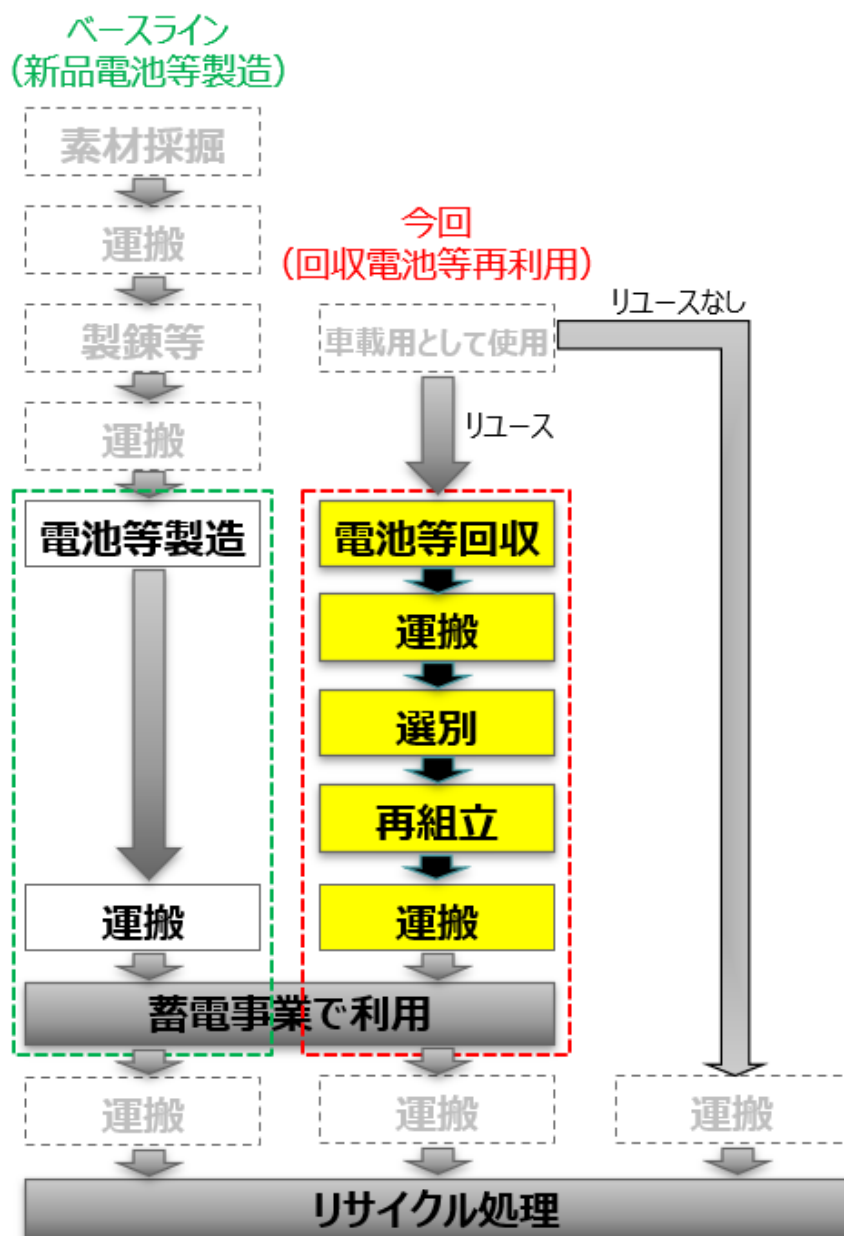 ベースライン
（新品電池等製造）
素材採掘
運搬
製錬等
運搬
電池等製造
運搬
今回
（回収電池等再利用）
車載用として使用
リユースなし
リユース
電池等回収
運搬
選別
再組立
運搬
蓄電事業で利用
運搬
運搬
運搬
リサイクル処理